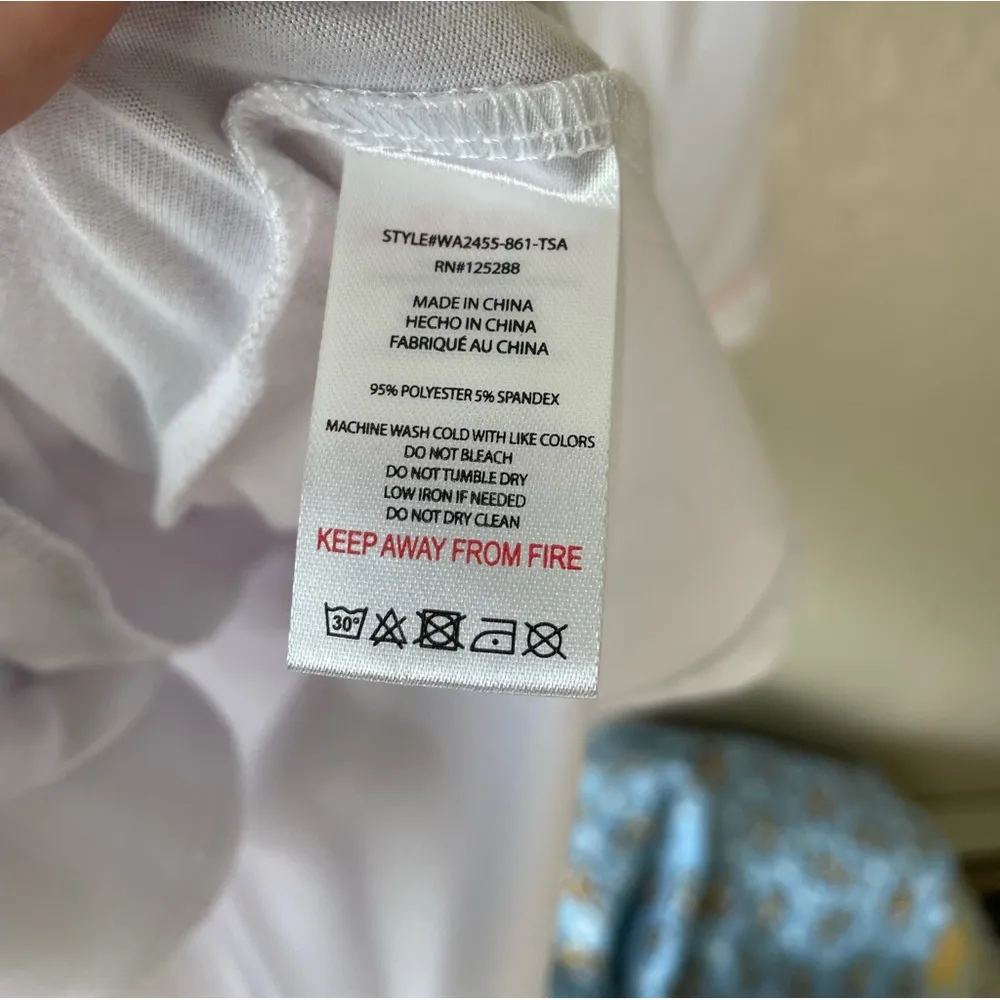 STYLE#WA2455-861-TSA
RN#125288
MADE IN CHINA
HECHO IN CHINA
FABRIQUÉ AU CHINA
95% POLYESTER 5% SPANDEX
MACHINE WASH COLD WITH LIKE COLORS
DO NOT BLEACH
DO NOT TUMBLE DRY
LOW IRON IF NEEDED
DO NOT DRY CLEAN
KEEP AWAY FROM FIRE
30°